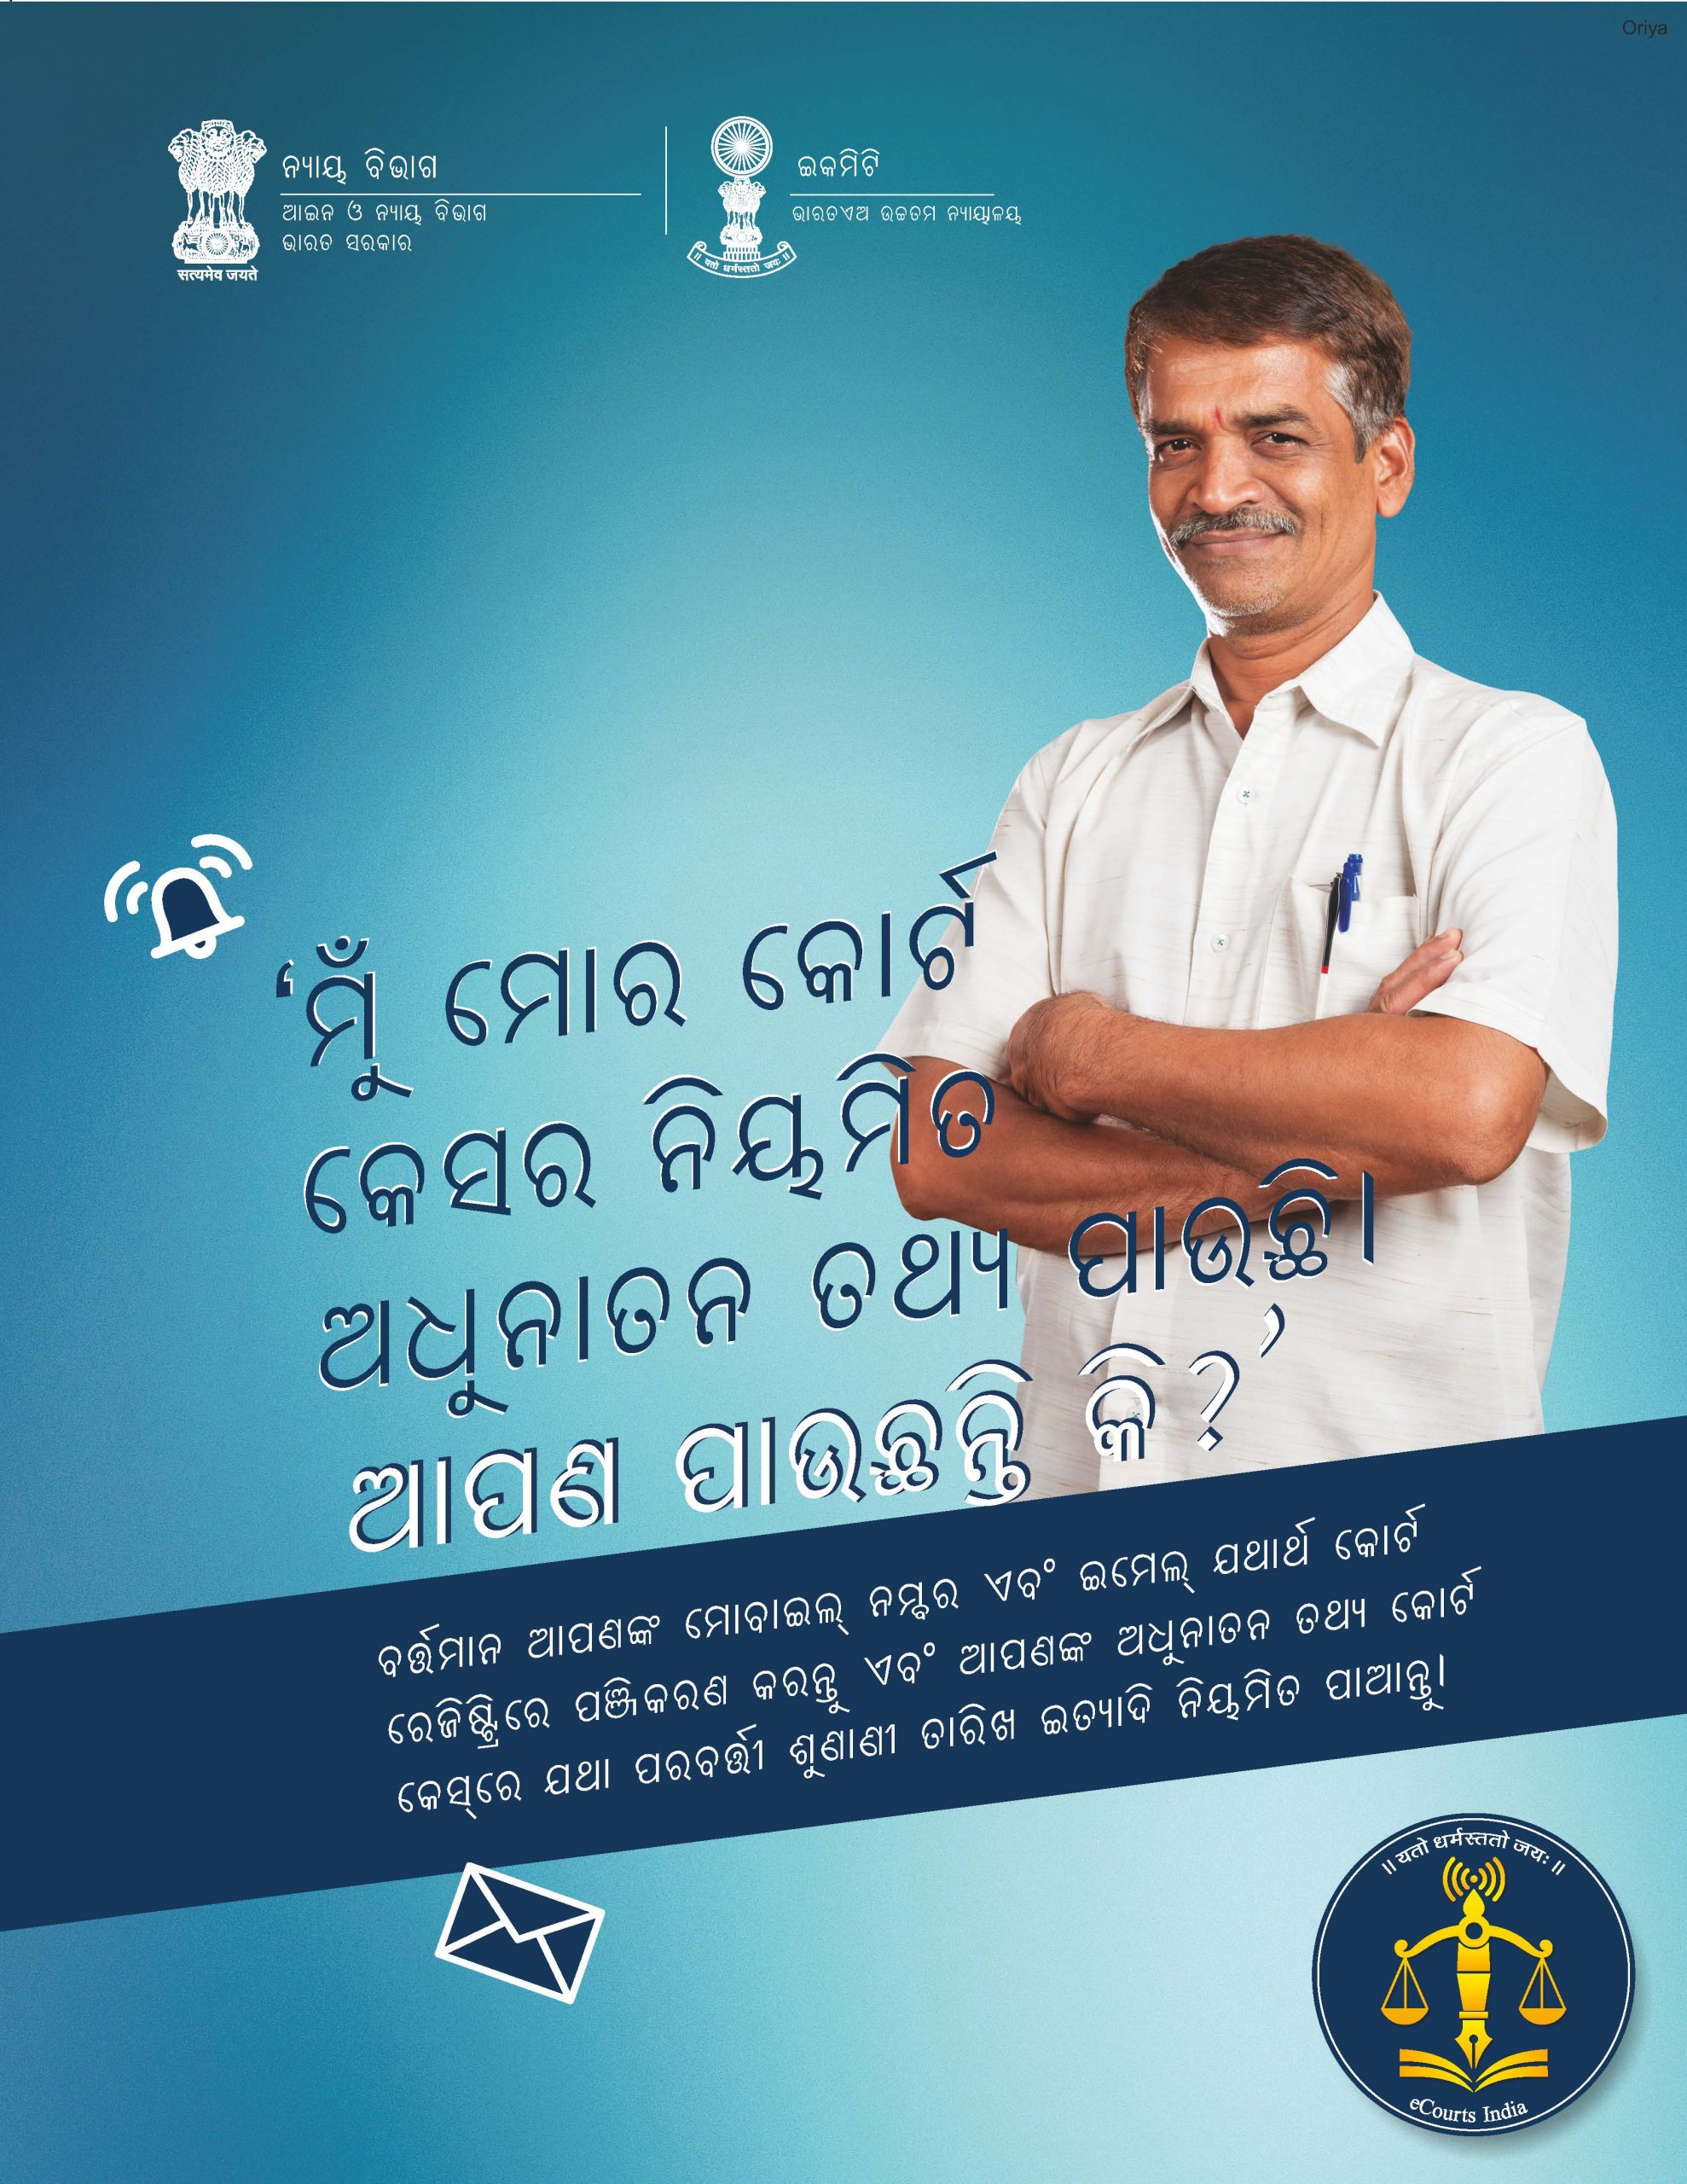 Oriya
ନ୍ୟାୟ ବିଭାଗ
ଆଇନ ଓ ନ୍ୟାୟ ବିଭାଗ
ଭାରତ ସରକାର
सत्यमेव जयते
ଇକମିଟି
ଭାରତଏଅ ଉଚ୍ଚତମ ନ୍ୟାୟାଳୟ
॥ यतो धर्मस्ततो जयः ॥
‘ମୁଁ ମୋର କୋର୍ଟ
କେସର ନିୟମିତ
ଅଧୁନାତନ ତଥ୍ୟ ପାଉଛି।
ଆପଣ ପାଉଛନ୍ତି କି?’
ବର୍ତ୍ତମାନ ଆପଣଙ୍କ ମୋବାଇଲ୍ ନମ୍ବର ଏବଂ ଇମେଲ୍ ଯଥାର୍ଥ କୋର୍ଟ
ରେଜିଷ୍ଟ୍ରିରେ ପଞ୍ଜିକରଣ କରନ୍ତୁ ଏବଂ ଆପଣଙ୍କ ଅଧୁନାତନ ତଥ୍ୟ କୋର୍ଟ
କେସ୍‌ରେ ଯଥା ପରବର୍ତ୍ତୀ ଶୁଣାଣୀ ତାରିଖ ଇତ୍ୟାଦି ନିୟମିତ ପାଆନ୍ତୁ।
॥ यतो धर्मस्ततो जयः ॥
eCourts India